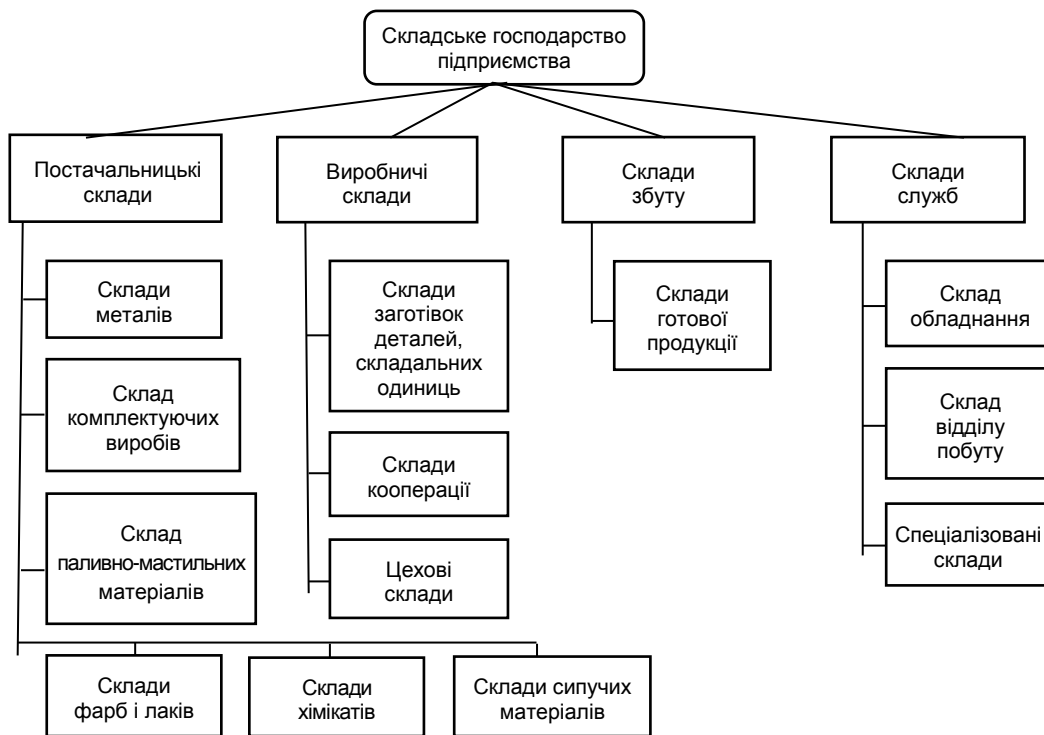 Складське господарство
підприємства
Постачальницькі
склади
Виробничі
склади
Склади
збуту
Склади
служб
Склади
металів
Склад
комплектуючих
виробів
Склад
паливно-мастильних
матеріалів
Склади
фарб і лаків
Склади
хімікатів
Склади сипучих
матеріалів
Склади
заготівок
деталей,
складальних
одиниць
Склади
кооперації
Цехові
склади
Склади
готової
продукції
Склад
обладнання
Склад
відділу
побуту
Спеціалізовані
склади